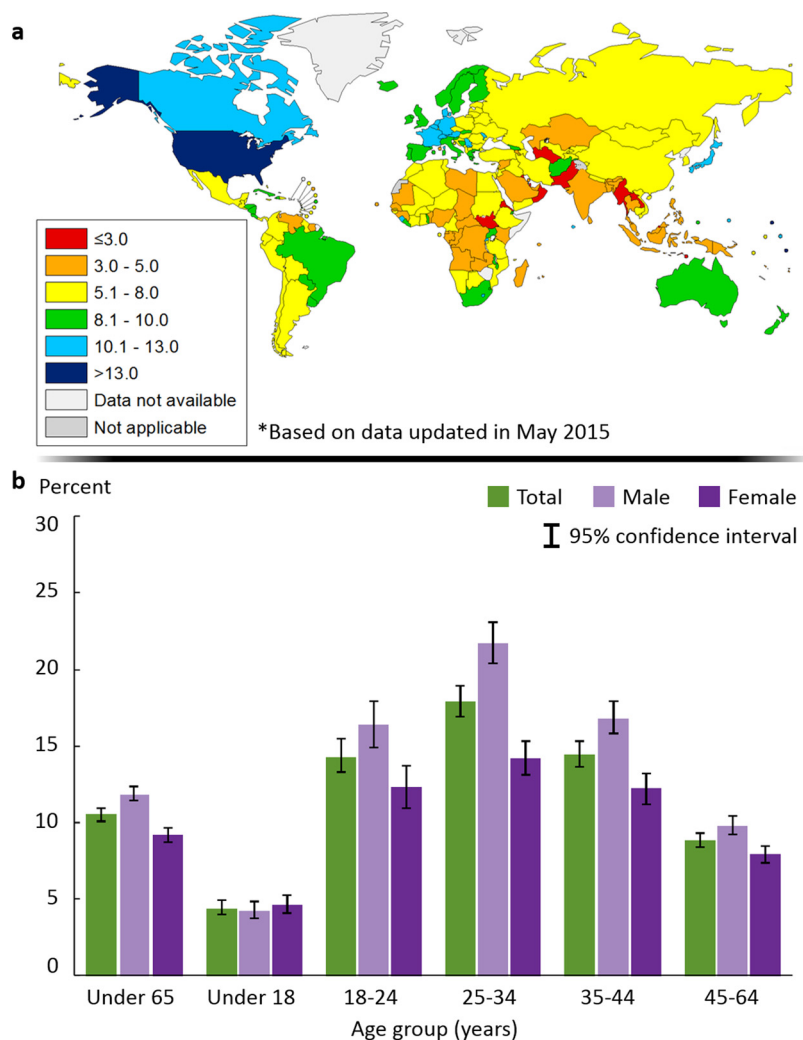 a
≤3.0
3.0 - 5.0
5.1 - 8.0
8.1 - 10.0
10.1 - 13.0
>13.0
Data not available
Not applicable
*Based on data updated in May 2015
b
Percent
Total
Male
Female
95% confidence interval
30
25
20
15
10
5
0
Under 65
Under 18
18-24
25-34
35-44
45-64
Age group (years)